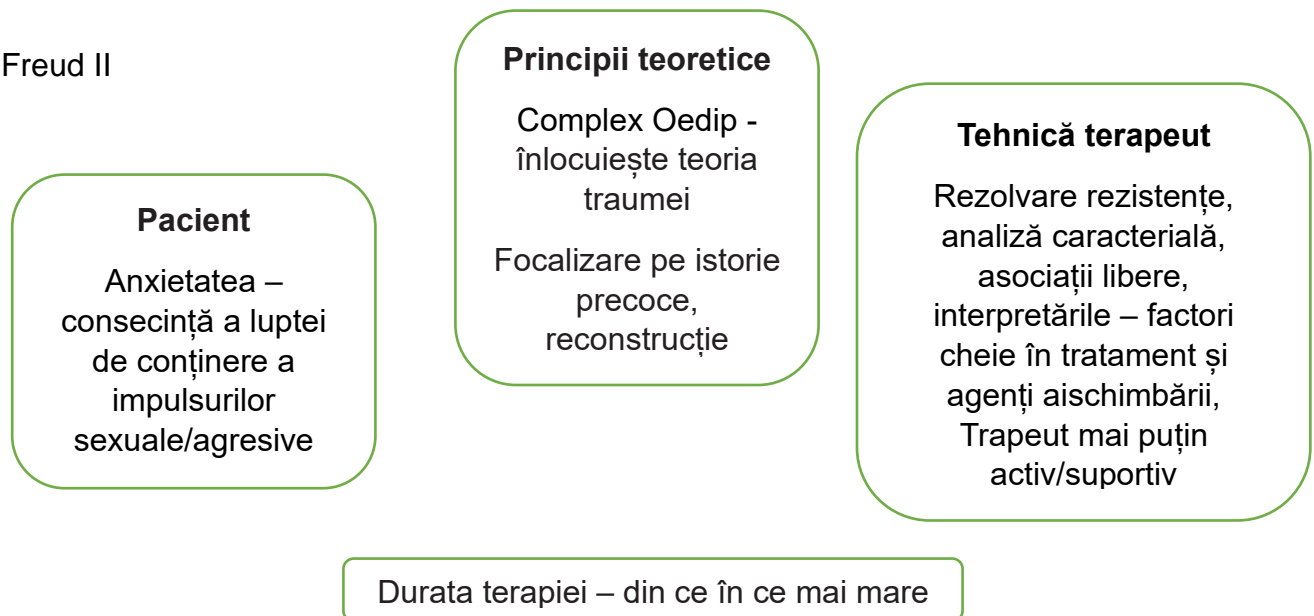 Freud II
Pacient
Anxietatea –
consecință a luptei
de conținere a
impulsurilor
sexuale/agresive
Principii teoretice
Complex Oedip -
înlocuiește teoria
traumei
Focalizare pe istorie
precoce,
reconstrucție
Tehnică terapeut
Rezolvare rezistențe,
analiză caracterială,
asociații libere,
interpretările – factori
cheie în tratament și
agenți aischimbării,
Trapeut mai puțin
activ/suportiv
Durata terapiei – din ce în ce mai mare